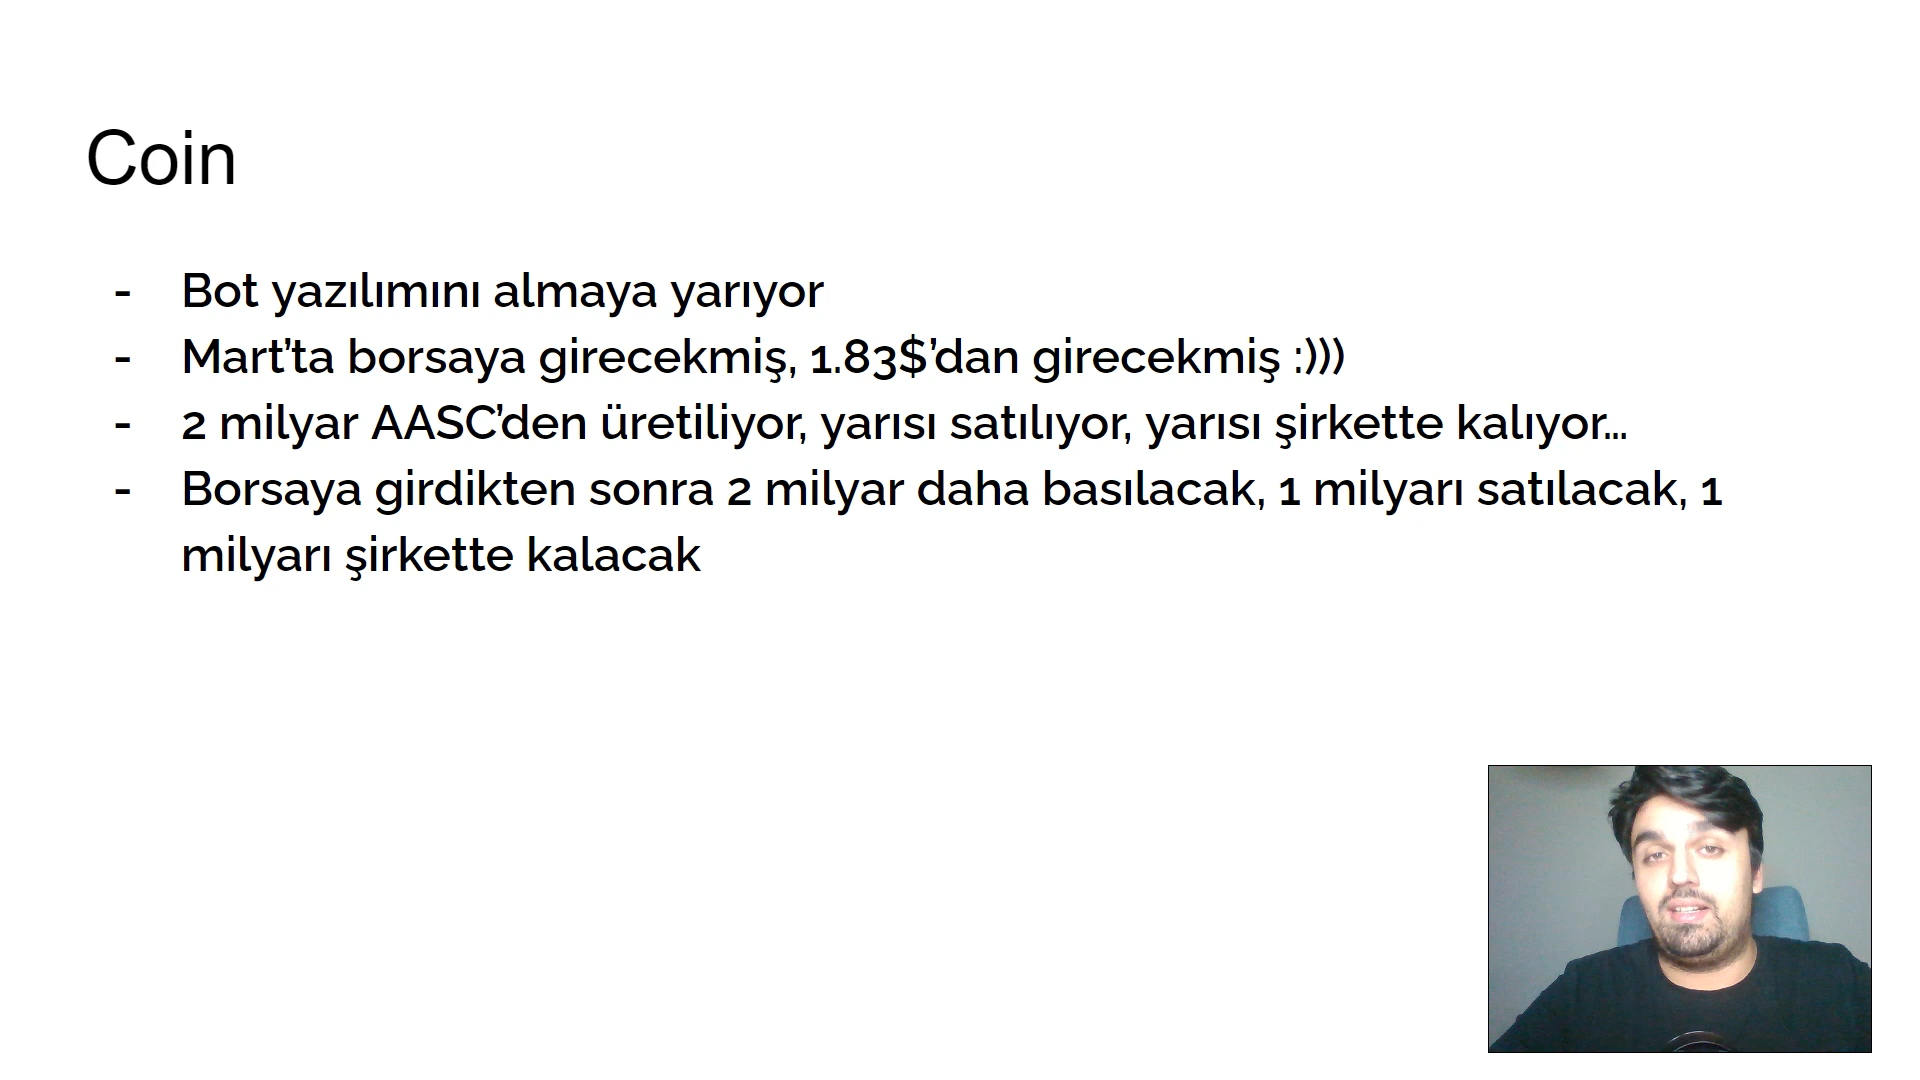 Coin
- Bot yazılımını almaya yarıyor
- Mart’ta borsaya girecekmiş, 1.83$’dan girecekmiş :)))
- 2 milyar AASC’den üretiliyor, yarısı satılıyor, yarısı şirkette kalıyor...
- Borsaya girdikten sonra 2 milyar daha basılacak, 1 milyarı satılacak, 1
milyarı şirkette kalacak